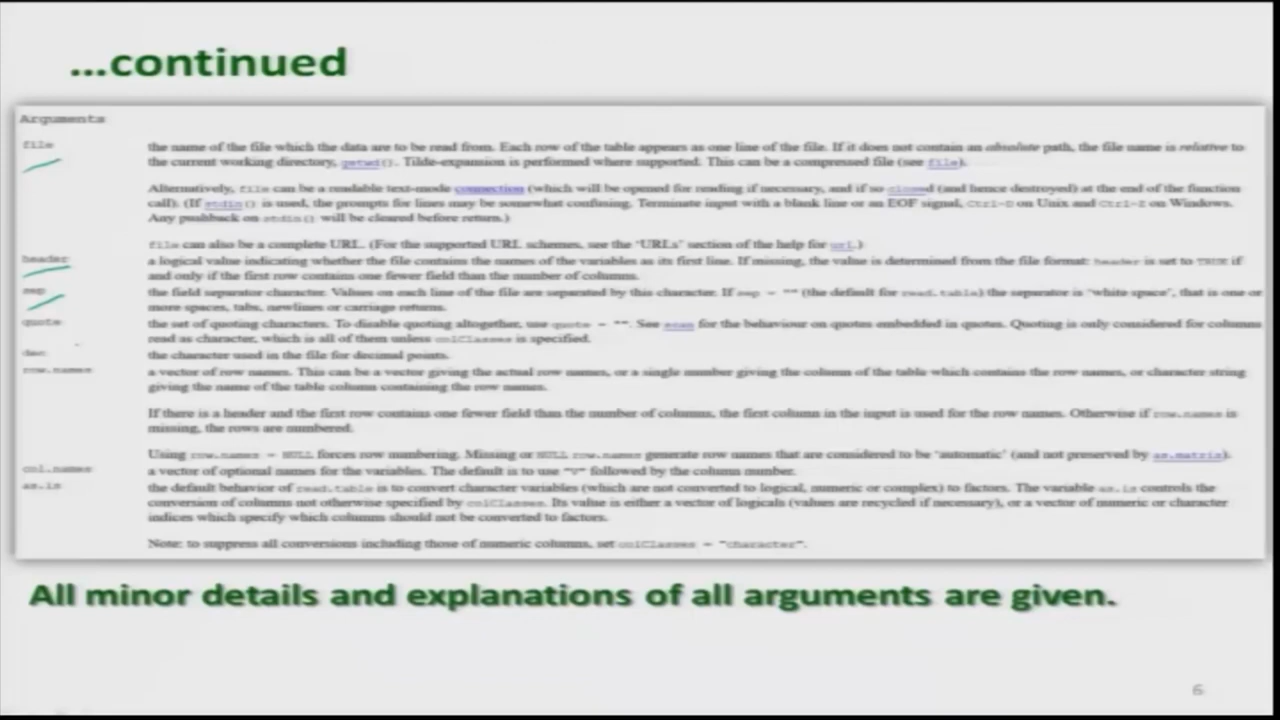 ...continued
Arguments
file the name of the file which the data are to be read from. Each row of the table appears as one line of the file. If it does not contain an absolute path, the file name is relative to
the current working directory, getwd(). Tilde-expansion is performed where supported. This can be a compressed file (see file).
Alternatively, file can be a readable text-mode connection (which will be opened for reading if necessary, and if so closed (and hence destroyed) at the end of the function
call). (If stdin() is used, the prompts for lines may be somewhat confusing. Terminate input with a blank line or an EOF signal, Ctrl-D on Unix and Ctrl-Z on Windows.
Any pushback on stdin() will be cleared before return.)
file can also be a complete URL. (For the supported URL schemes, see the 'URLs' section of the help for url.)
header a logical value indicating whether the file contains the names of the variables as its first line. If missing, the value is determined from the file format: header is set to TRUE if
and only if the first row contains one fewer field than the number of columns.
sep the field separator character. Values on each line of the file are separated by this character. If sep = "" (the default for read.table) the separator is 'white space', that is one or
more spaces, tabs, newlines or carriage returns.
quote the set of quoting characters. To disable quoting altogether, use quote = "". See scan for the behaviour on quotes embedded in quotes. Quoting is only considered for columns
read as character, which is all of them unless colClasses is specified.
dec the character used in the file for decimal points.
row.names a vector of row names. This can be a vector giving the actual row names, or a single number giving the column of the table which contains the row names, or character string
giving the name of the table column containing the row names.
If there is a header and the first row contains one fewer field than the number of columns, the first column in the input is used for the row names. Otherwise if row.names is
missing, the rows are numbered.
Using row.names = NULL forces row numbering. Missing or NULL row.names generate row names that are considered to be 'automatic' (and not preserved by as.matrix).
col.names a vector of optional names for the variables. The default is to use "V" followed by the column number.
as.is the default behavior of read.table is to convert character variables (which are not converted to logical, numeric or complex) to factors. The variable as.is controls the
conversion of columns not otherwise specified by colClasses. Its value is either a vector of logicals (values are recycled if necessary), or a vector of numeric or character
indices which specify which columns should not be converted to factors.
Note: to suppress all conversions including those of numeric columns, set colClasses = "character".
All minor details and explanations of all arguments are given.
6